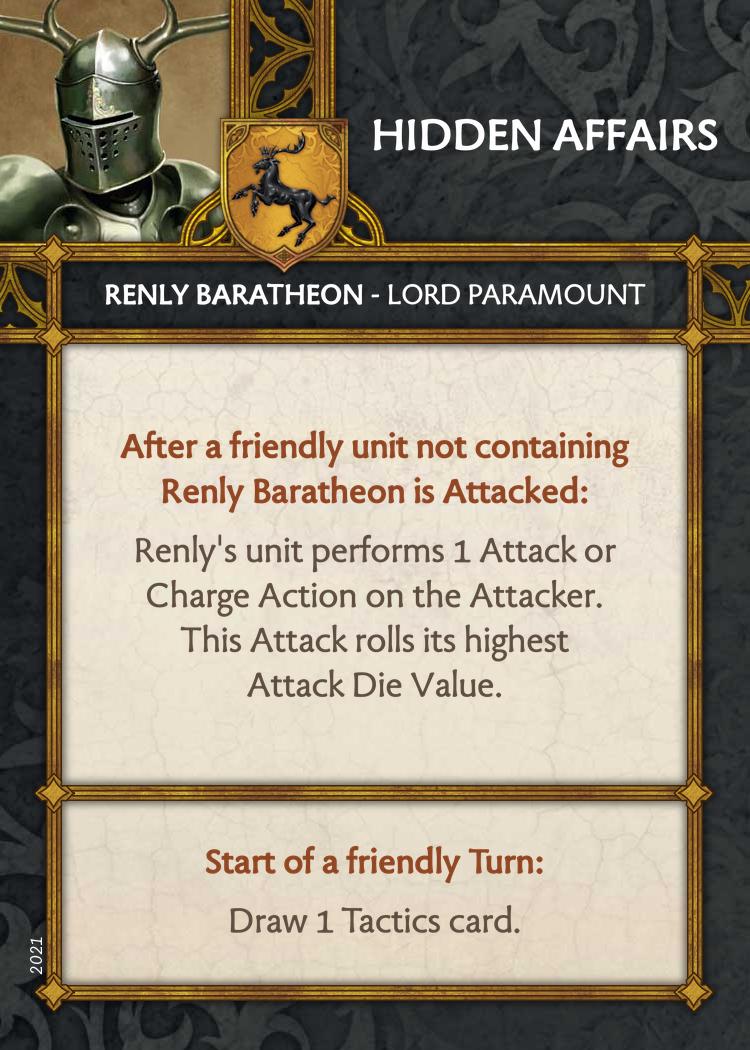 HIDDEN AFFAIRS
RENLY BARATHEON - LORD PARAMOUNT
After a friendly unit not containing
Renly Baratheon is Attacked:
Renly's unit performs 1 Attack or
Charge Action on the Attacker.
This Attack rolls its highest
Attack Die Value.
Start of a friendly Turn:
Draw 1 Tactics card.
2021